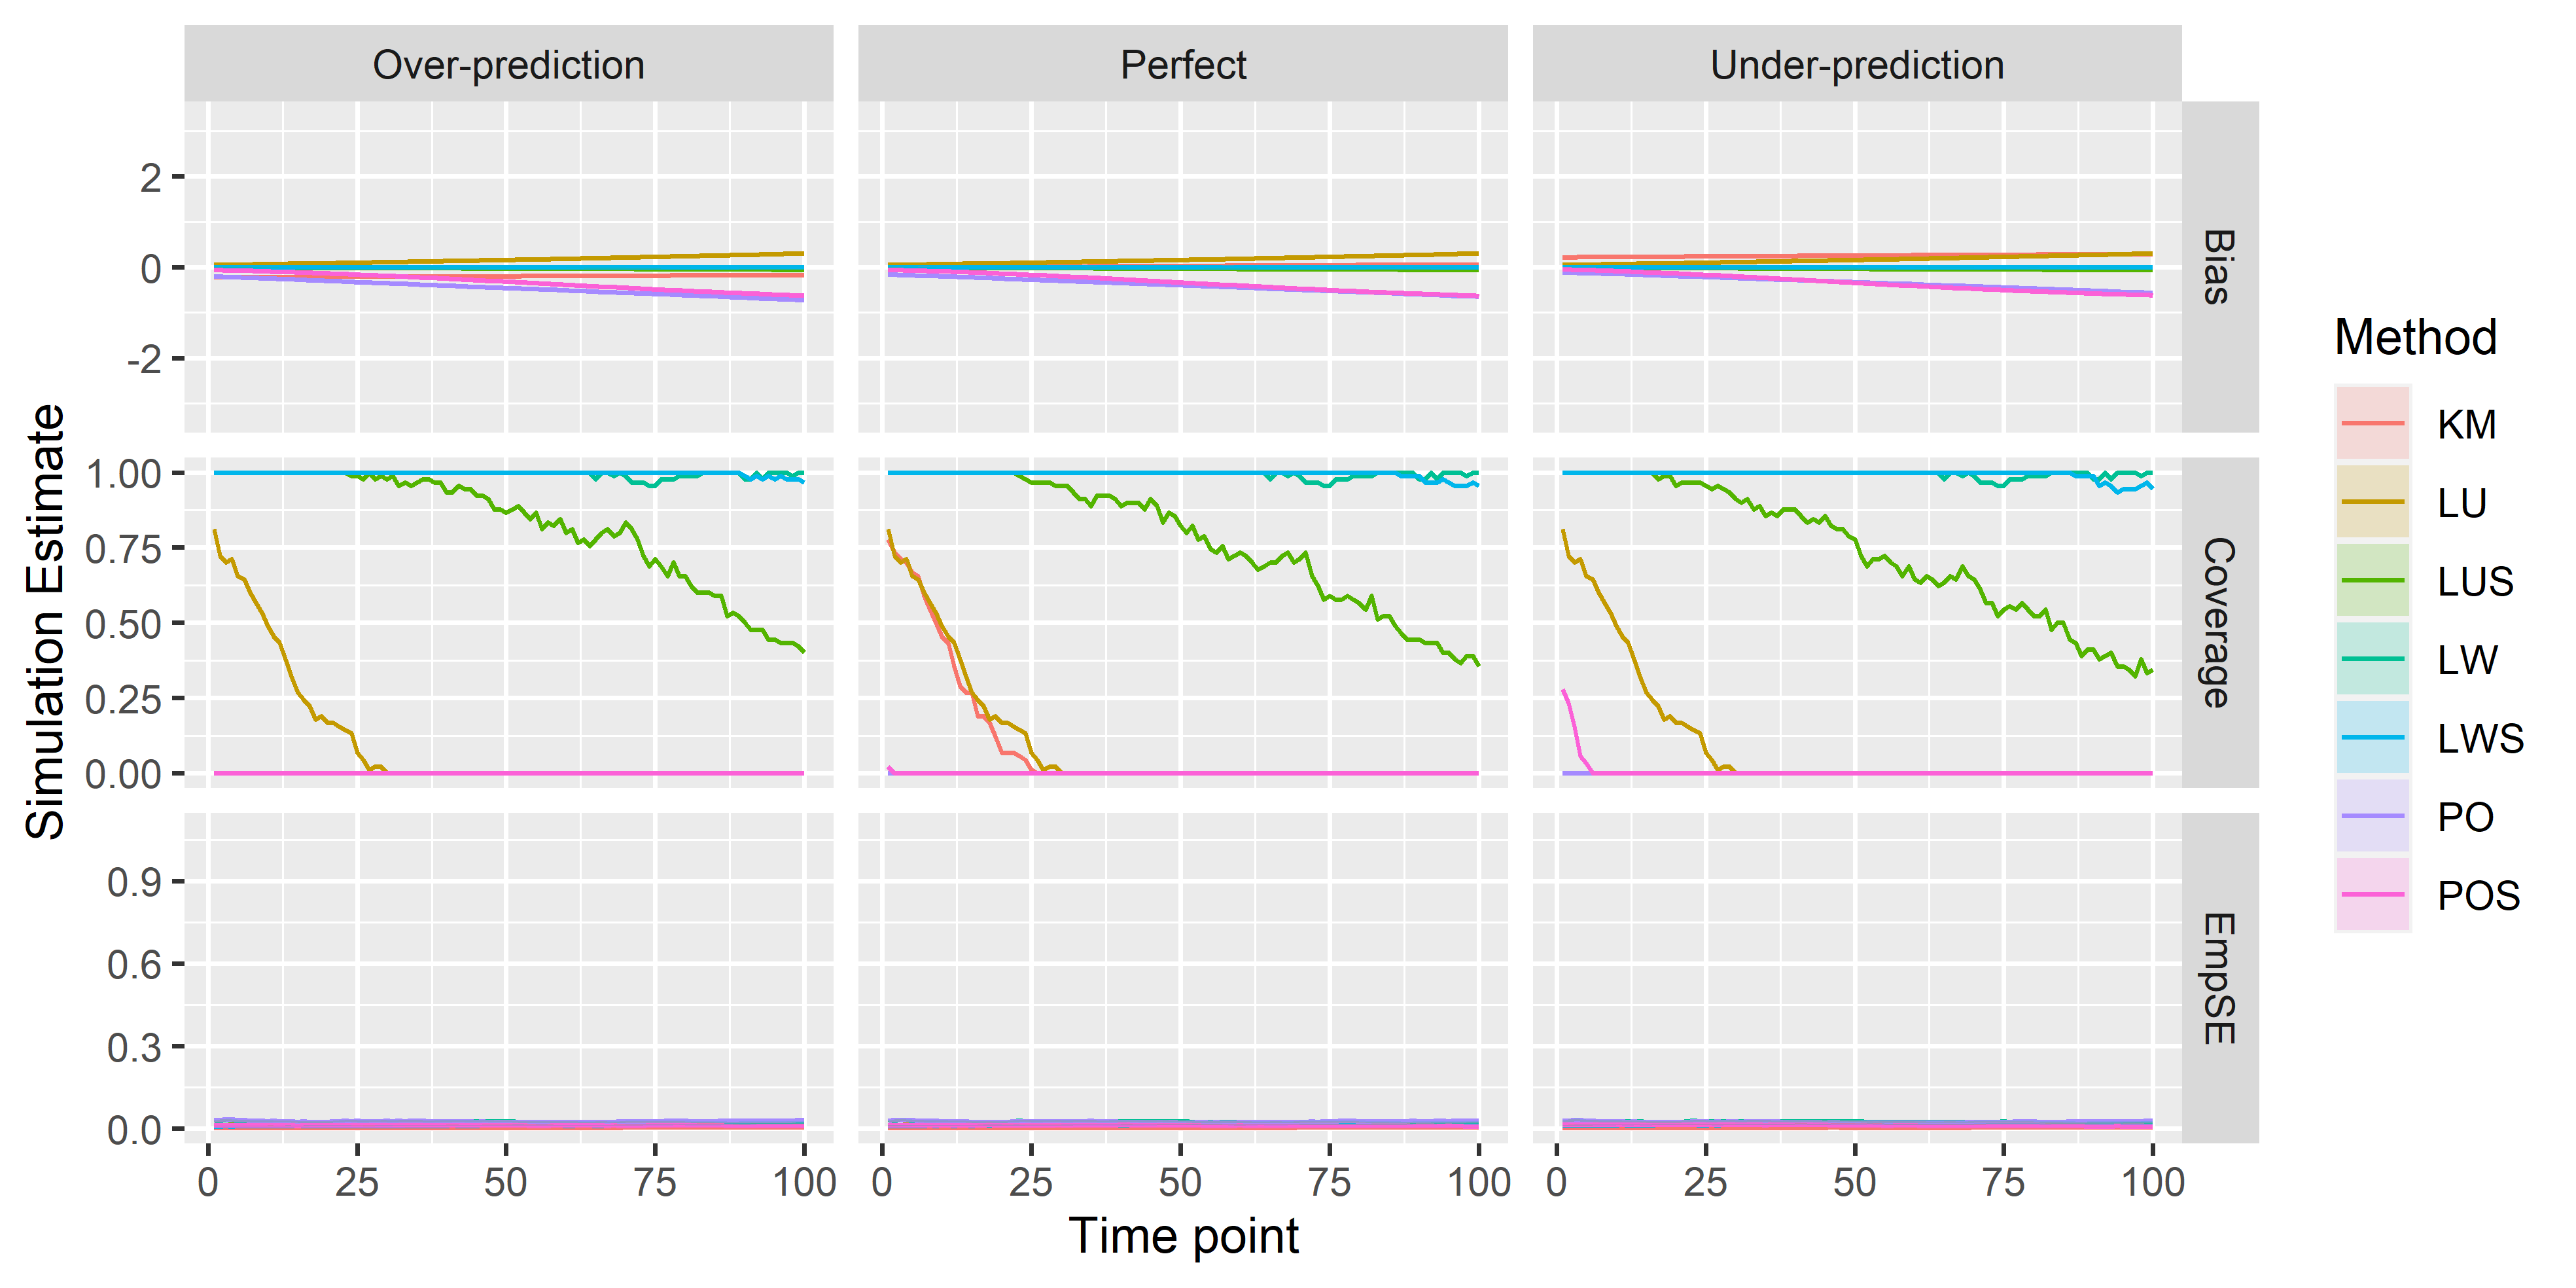 Over-prediction
Perfect
Under-prediction
2
0
-2
Bias
1.00
0.75
0.50
0.25
0.00
Coverage
0.9
0.6
0.3
0.0
EmpSE
0 25 50 75 100
0 25 50 75 100
0 25 50 75 100
Time point
Simulation Estimate
Method
KM
LU
LUS
LW
LWS
PO
POS